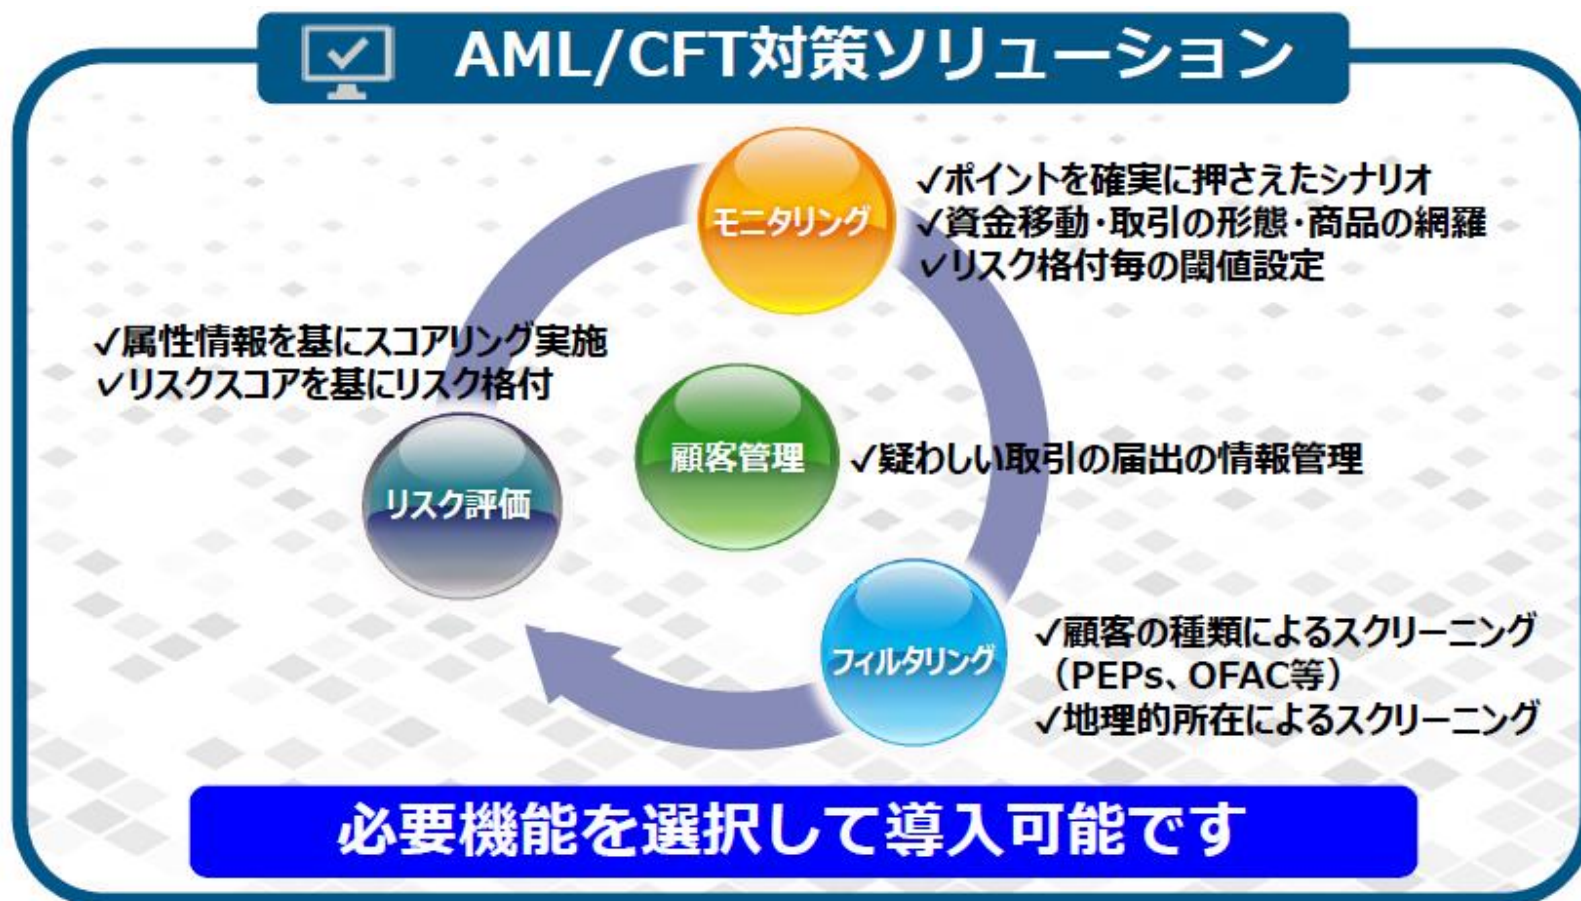 AML/CFT対策ソリューション
モニタリング
✓ポイントを確実に押さえたシナリオ
✓資金移動・取引の形態・商品の網羅
✓リスク格付毎の閾値設定
✓属性情報を基にスコアリング実施
✓リスクスコアを基にリスク格付
リスク評価
顧客管理
✓疑わしい取引の届出の情報管理
フィルタリング
✓顧客の種類によるスクリーニング
（PEPs、OFAC等）
✓地理的所在によるスクリーニング
必要機能を選択して導入可能です